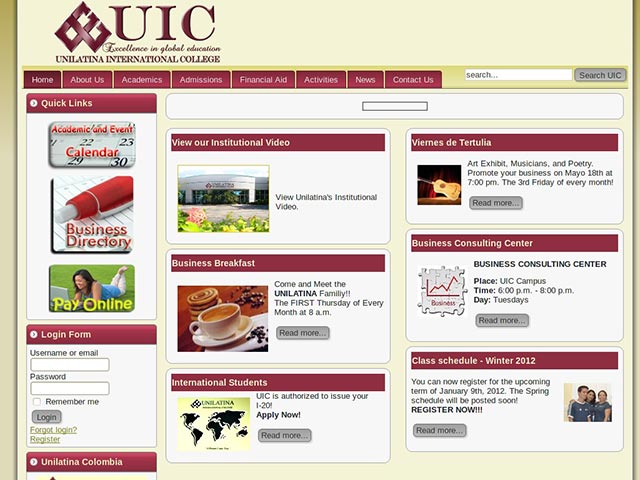 UIC
Excellence in global education
UNILATINA INTERNATIONAL COLLEGE
Home
About Us
Academics
Admissions
Financial Aid
Activities
News
Contact Us
search...
Search UIC
Quick Links
Academic and Event
Calendar
22 23
29 30
Business
Directory
Pay Online
Login Form
Username or email
Password
Remember me
Login
Forgot login?
Register
Unilatina Colombia
View our Institutional Video
View Unilatina's Institutional
Video.
Business Breakfast
Come and Meet the
UNILATINA Familiy!!
The FIRST Thursday of Every
Month at 8 a.m.
Read more...
International Students
UNILATINA
UIC is authorized to issue your
I-20!
Apply Now!
Read more...
Viernes de Tertulia
Art Exhibit, Musicians, and Poetry.
Promote your business on Mayo 18th at
7:00 pm. The 3rd Friday of every month!
Read more...
Business Consulting Center
Business
BUSINESS CONSULTING CENTER
Place: UIC Campus
Time: 6:00 p.m. - 8:00 p.m.
Day: Tuesdays
Read more...
Class schedule - Winter 2012
You can now register for the upcoming
term of January 9th, 2012. The Spring
schedule will be posted soon!
REGISTER NOW!!!
Read more...